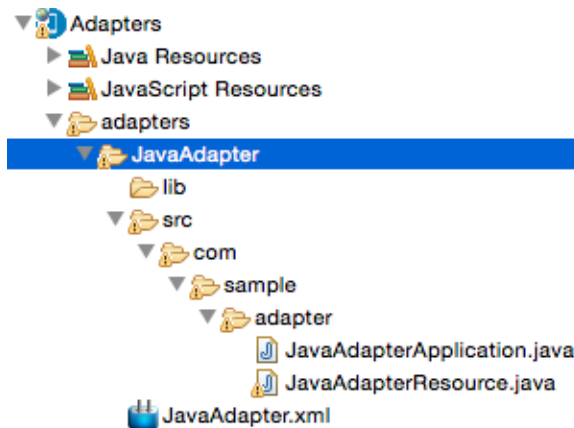 Adapters
Java Resources
JavaScript Resources
adapters
JavaAdapter
lib
src
com
sample
adapter
JavaAdapterApplication.java
JavaAdapterResource.java
JavaAdapter.xml